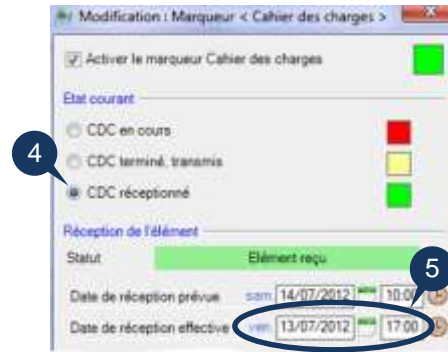 Modification : Marqueur < Cahier des charges >
Activer le marqueur Cahier des charges
Etat courant
CDC en cours
4
CDC terminé, transmis
CDC réceptionné
Réception de l'élément
Statut Elément reçu
5
Date de réception prévue sam. 14/07/2012 10:00
Date de réception effective ven. 13/07/2012 17:00